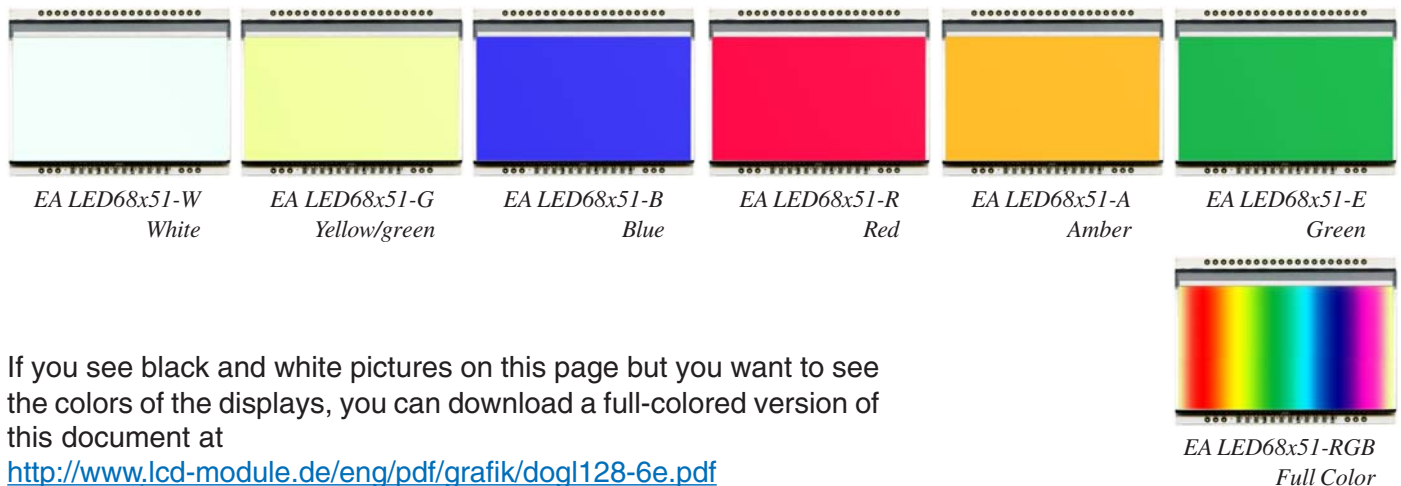 EA LED68x51-W
White
EA LED68x51-G
Yellow/green
EA LED68x51-B
Blue
EA LED68x51-R
Red
EA LED68x51-A
Amber
EA LED68x51-E
Green
EA LED68x51-RGB
Full Color
If you see black and white pictures on this page but you want to see
the colors of the displays, you can download a full-colored version of
this document at
http://www.lcd-module.de/eng/pdf/grafik/dogl128-6e.pdf